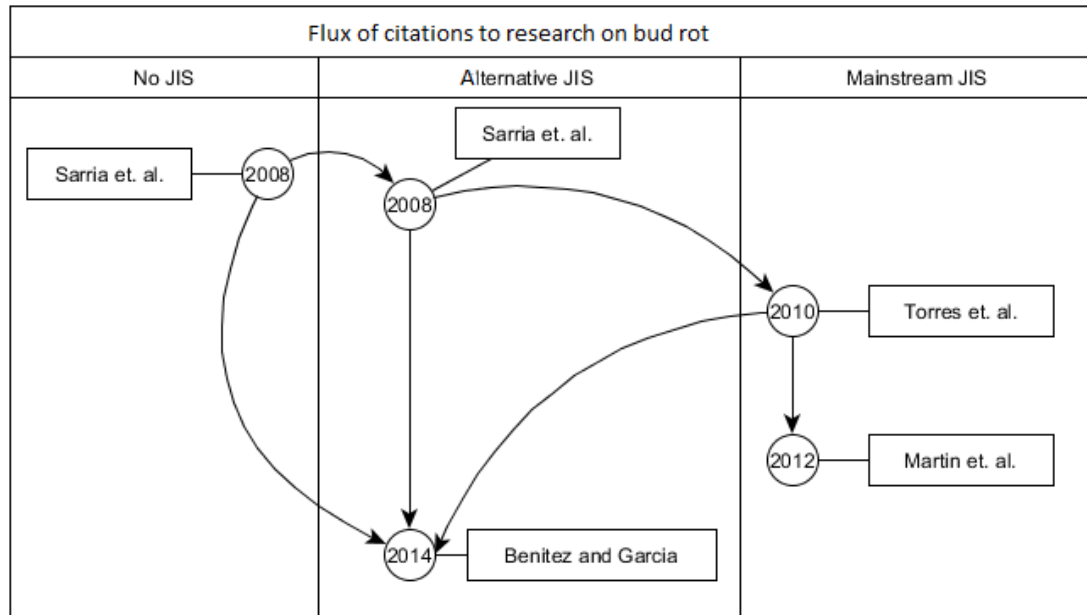 Flux of citations to research on bud rot
No JIS
Alternative JIS
Mainstream JIS
Sarria et. al.
2008
Sarria et. al.
2008
2010
Torres et. al.
2012
Martin et. al.
2014
Benitez and Garcia